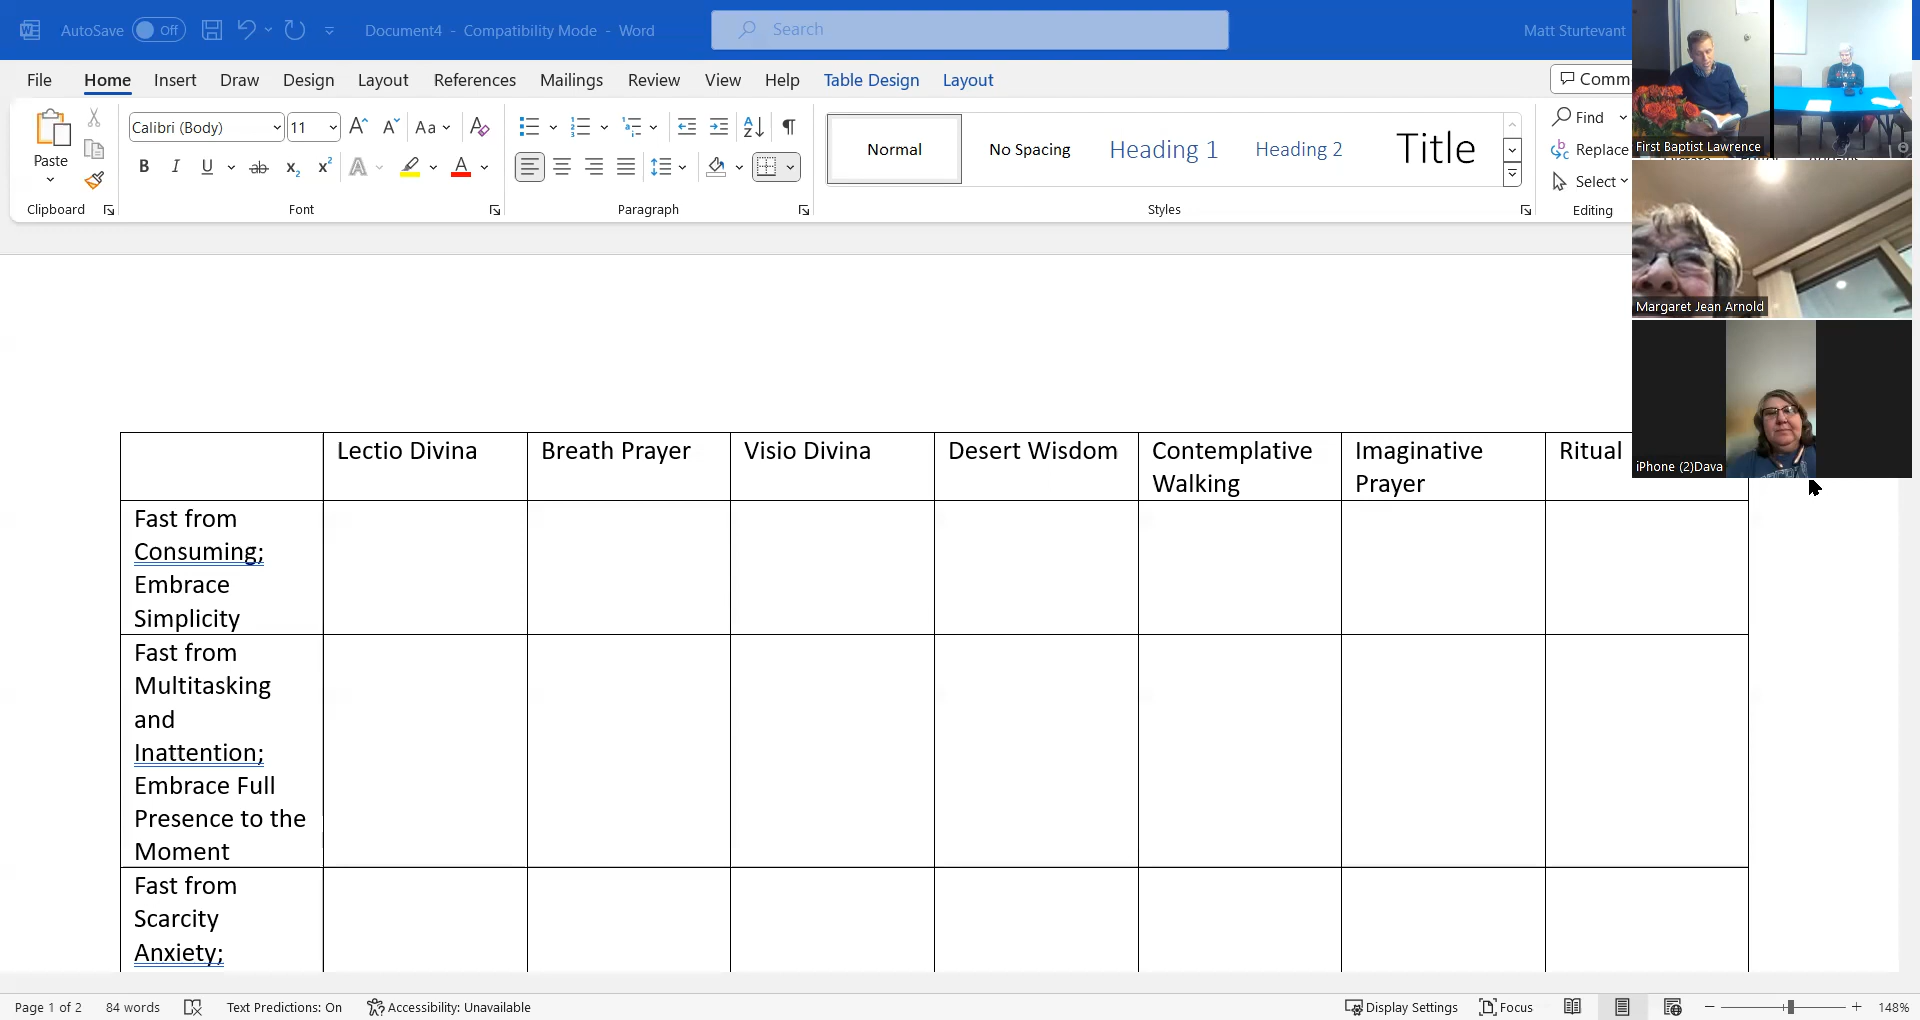 AutoSave Off Document4 - Compatibility Mode - Word Search Matt Sturtevant
File Home Insert Draw Design Layout References Mailings Review View Help Table Design Layout Comm
Calibri (Body) 11 Aa Find
Paste Replace
B I U ab x2 x2 A A Normal No Spacing Heading 1 Heading 2 Title Select
Clipboard Font Paragraph Styles Editing
First Baptist Lawrence
Margaret Jean Arnold
iPhone (2)Dava
Lectio Divina Breath Prayer Visio Divina Desert Wisdom Contemplative Walking Imaginative Prayer Ritual
Fast from
Consuming;
Embrace
Simplicity
Fast from
Multitasking
and
Inattention;
Embrace Full
Presence to the
Moment
Fast from
Scarcity
Anxiety;
Page 1 of 2 84 words Text Predictions: On Accessibility: Unavailable Display Settings Focus 148%